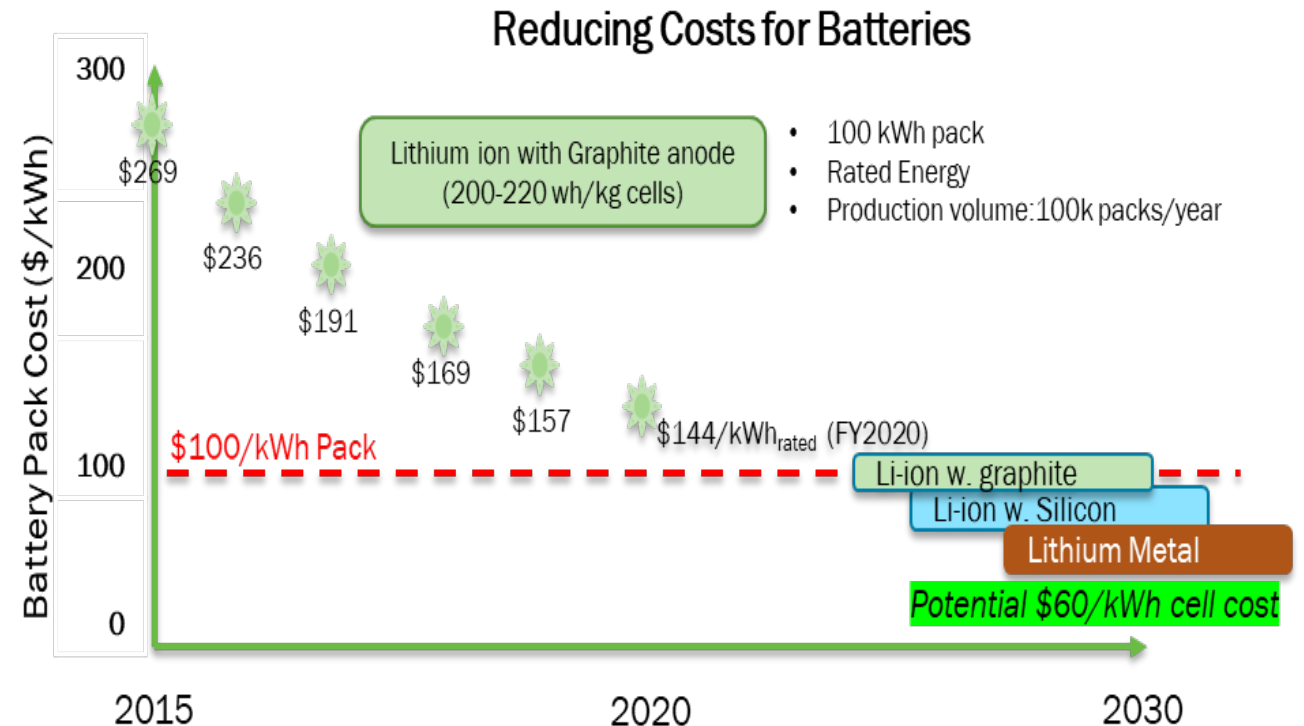 Reducing Costs for Batteries
Battery Pack Cost ($/kWh)
300
200
100
0
Lithium ion with Graphite anode
(200-220 wh/kg cells)
• 100 kWh pack
• Rated Energy
• Production volume:100k packs/year
$269
$236
$191
$169
$157
$144/kWhrated (FY2020)
$100/kWh Pack
Li-ion w. graphite
Li-ion w. Silicon
Lithium Metal
Potential $60/kWh cell cost
2015
2020
2030